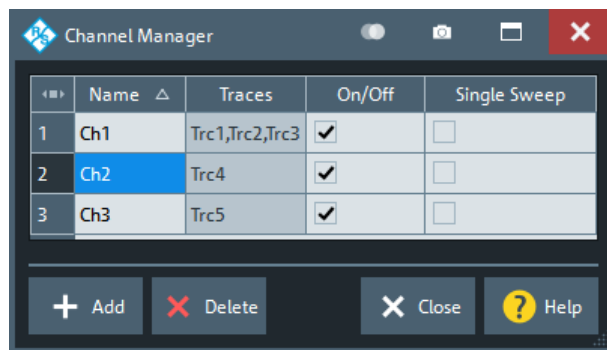 R&S Channel Manager
Name Traces On/Off Single Sweep
1 Ch1 Trc1,Trc2,Trc3
2 Ch2 Trc4
3 Ch3 Trc5
Add Delete Close ? Help